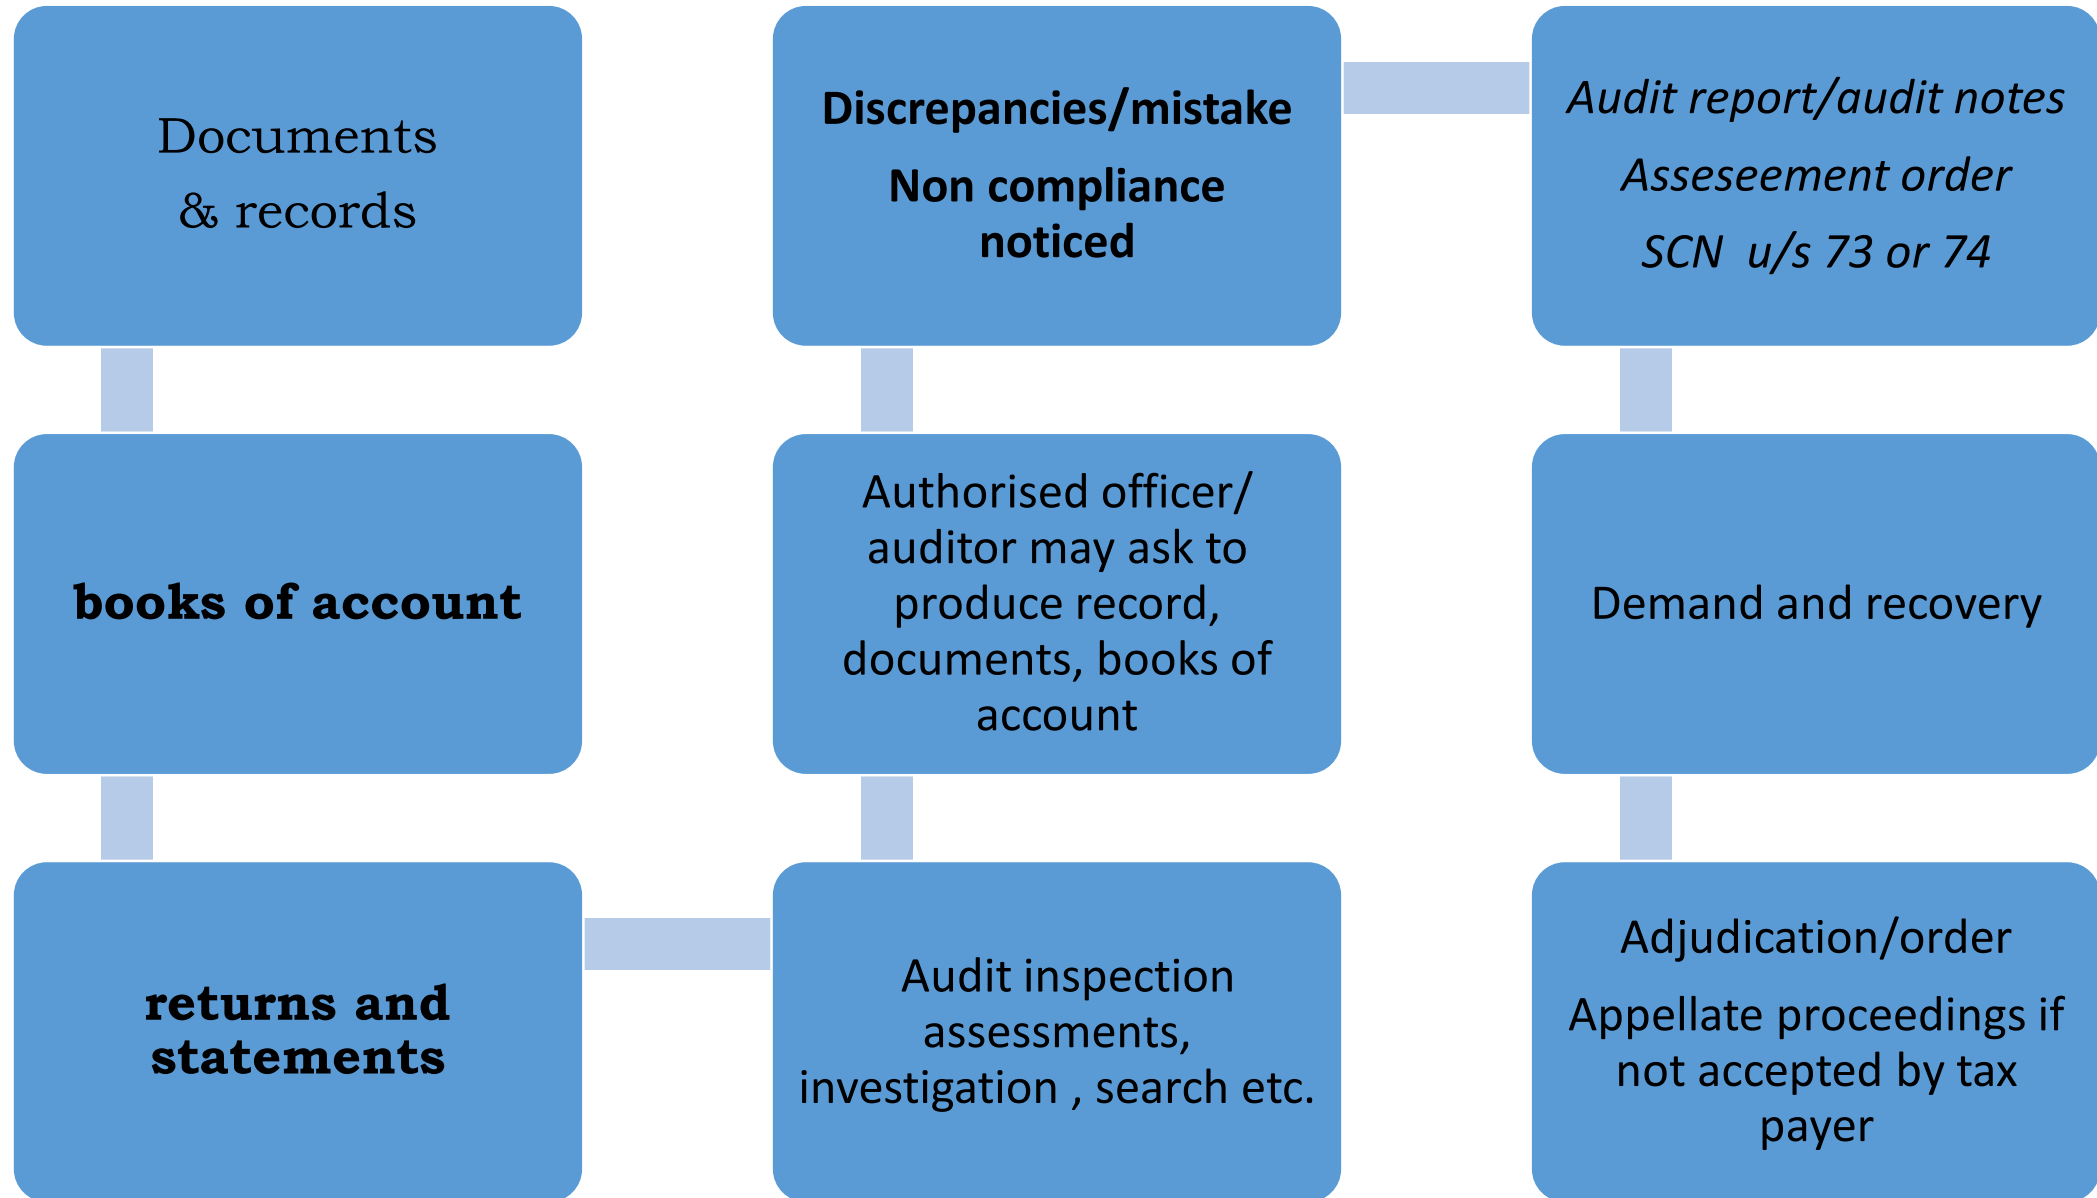 Documents
& records
books of account
returns and
statements
Audit inspection
assessments,
investigation , search etc.
Authorised officer/
auditor may ask to
produce record,
documents, books of
account
Discrepancies/mistake
Non compliance
noticed
Audit report/audit notes
Asseseement order
SCN  u/s 73 or 74
Demand and recovery
Adjudication/order
Appellate proceedings if
not accepted by tax
payer